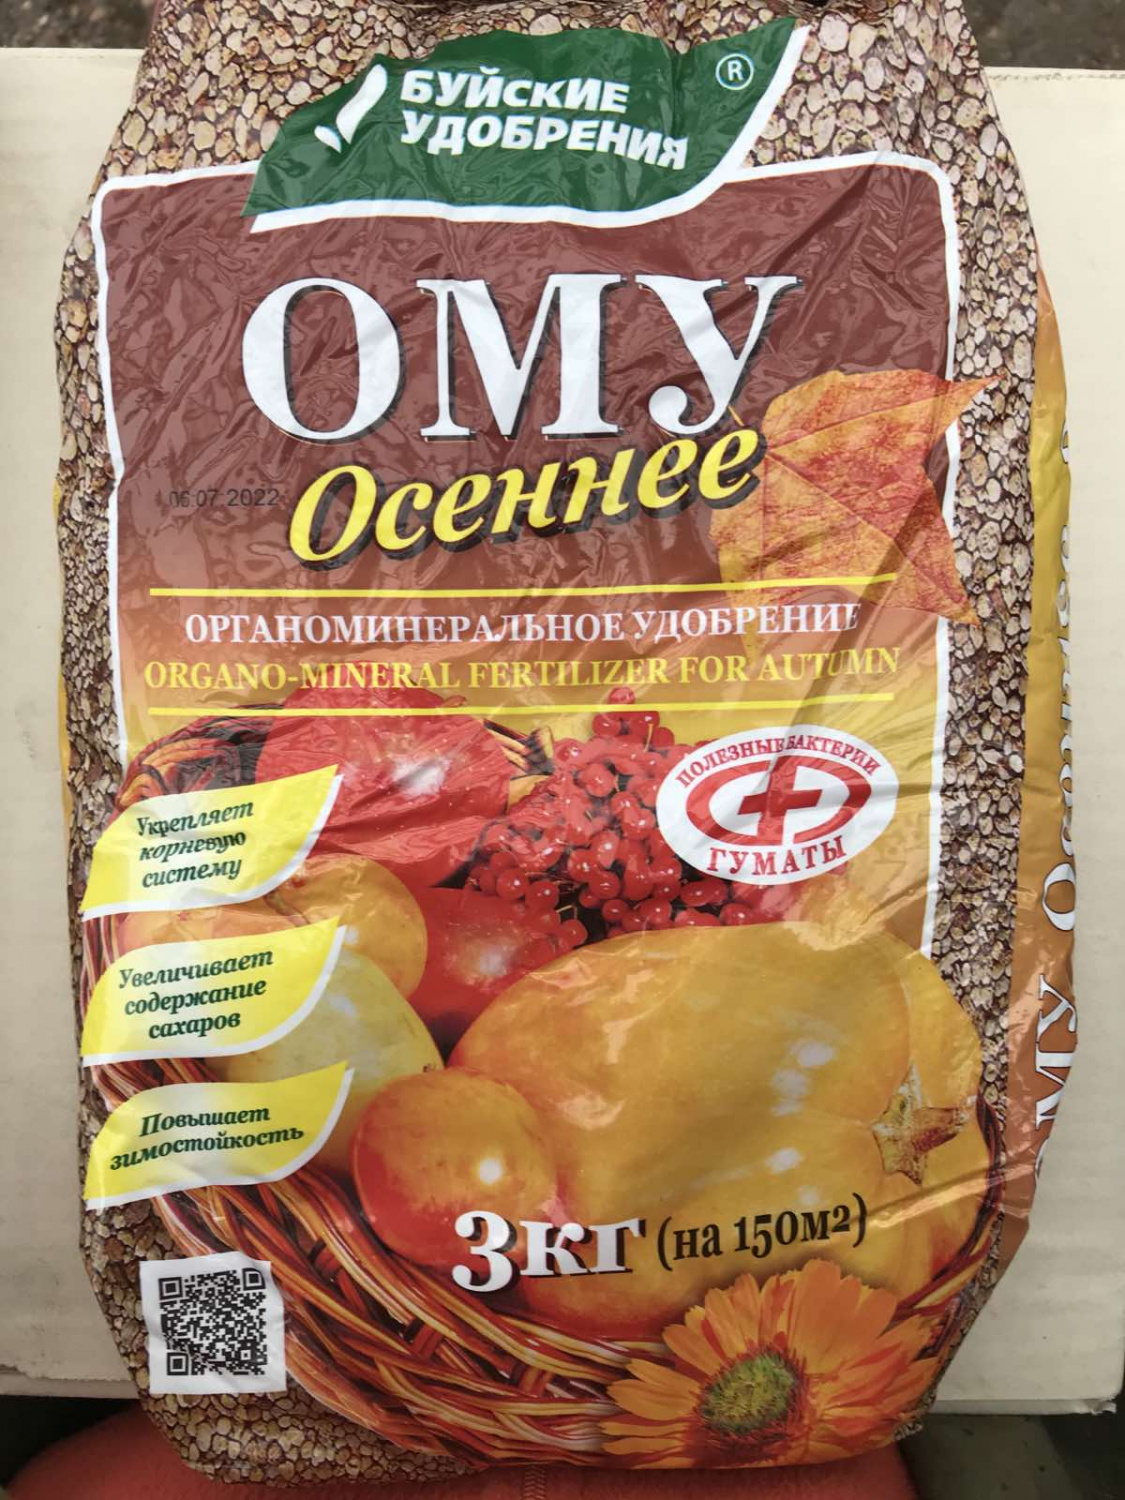 БУЙСКИЕ
УДОБРЕНИЯ
®
ОМУ
Осеннее
06.07.2022
ОРГАНОМИНЕРАЛЬНОЕ УДОБРЕНИЕ
ORGANO-MINERAL FERTILIZER FOR AUTUMN
ПОЛЕЗНЫЕ БАКТЕРИИ
ГУМАТЫ
Укрепляет
корневую
систему
Увеличивает
содержание
сахаров
Повышает
зимостойкость
3кг (на 150м2)
ОМУ